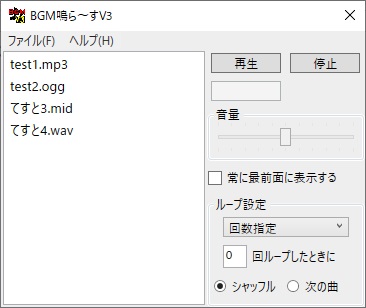 BGM鳴ら～すV3
ファイル(F) ヘルプ(H)
test1.mp3
test2.ogg
てすと3.mid
てすと4.wav
再生 停止
音量
常に最前面に表示する
ループ設定
回数指定
0 回ループしたときに
シャッフル 次の曲